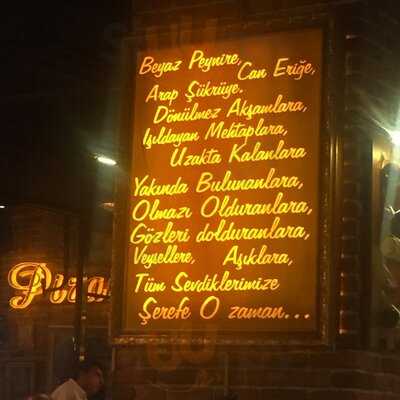 Beyaz Peynire,
Can Eriğe,
Arap Şükrüye.
Dönülmez Akşamlara,
Işıldayan Mehtaplara,
Uzakta Kalanlara
Yakında Bulunanlara,
Olmazı Olduranlara,
Gözleri dolduranlara,
Veysellere, Aşıklara,
Tüm Sevdiklerimize
Şerefe O zaman...